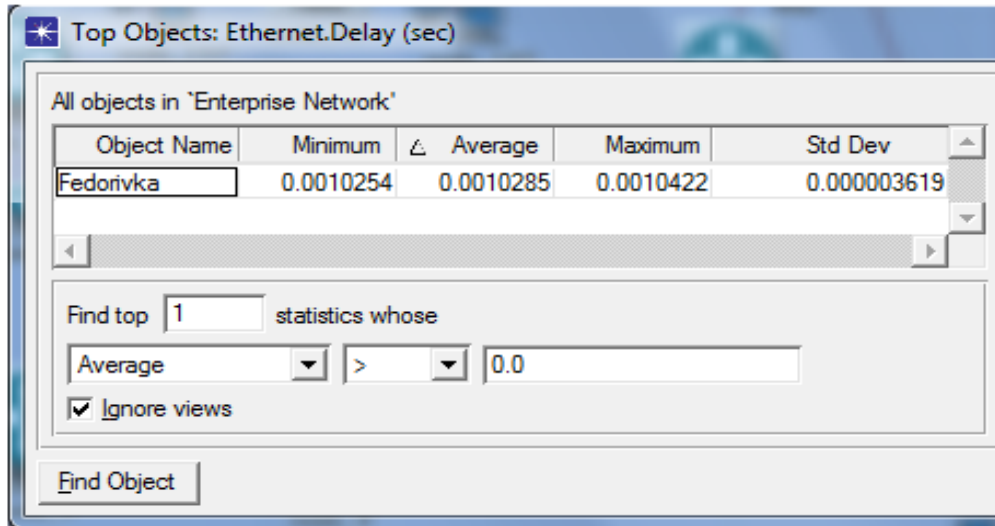 Top Objects: Ethernet.Delay (sec)
All objects in `Enterprise Network'
Object Name Minimum Average Maximum Std Dev
Fedorivka 0.0010254 0.0010285 0.0010422 0.000003619
Find top 1 statistics whose
Average > 0.0
Ignore views
Find Object